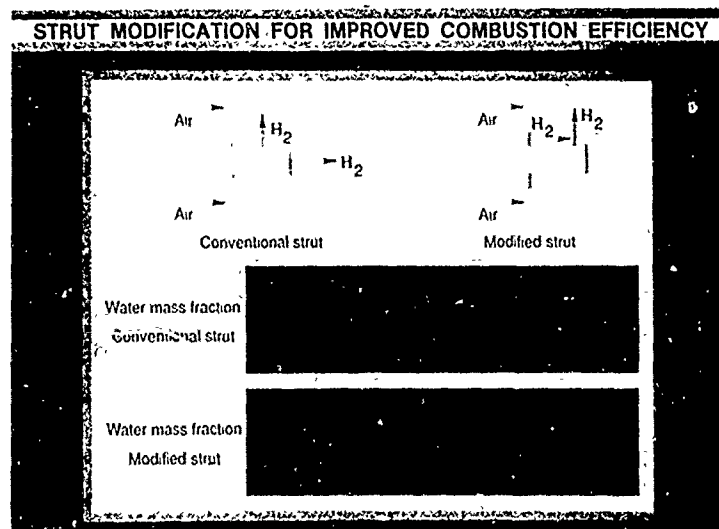 STRUT MODIFICATION FOR IMPROVED COMBUSTION EFFICIENCY
Air H2
H2
Air
Conventional strut
Air H2 H2
Air
Modified strut
Water mass fraction
Conventional strut
Water mass fraction
Modified strut